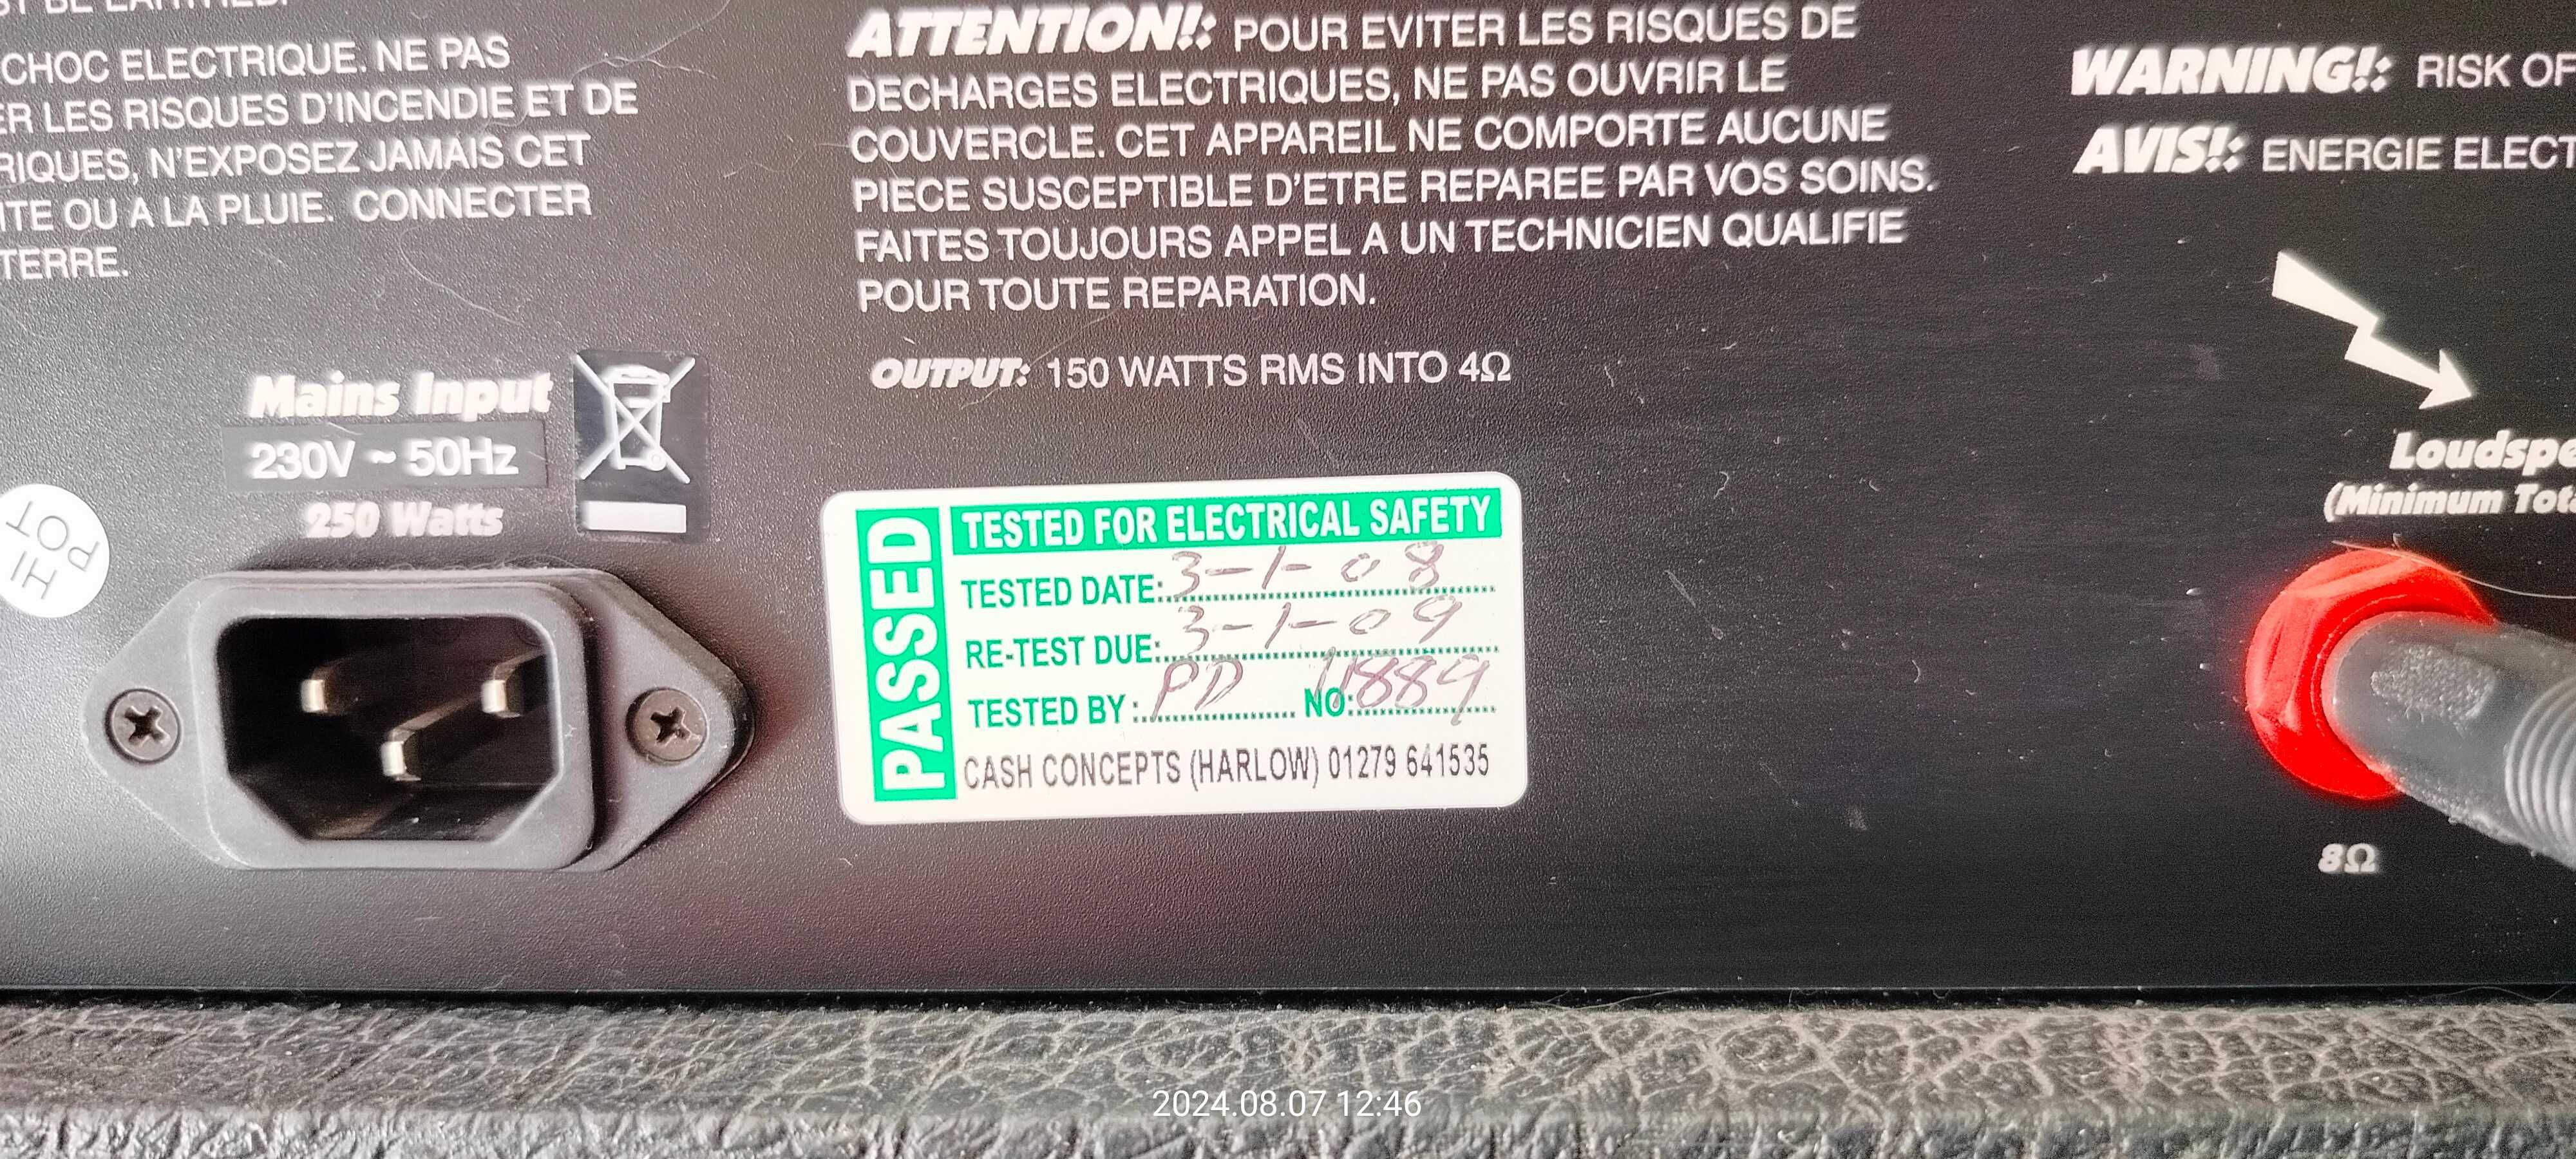 CHOC ELECTRIQUE. NE PAS
LES RISQUES D'INCENDIE ET DE
N'EXPOSEZ JAMAIS CET
OU A LA PLUIE. CONNECTER
TERRE.
ATTENTION!: POUR EVITER LES RISQUES DE
DECHARGES ELECTRIQUES, NE PAS OUVRIR LE
COUVERCLE. CET APPAREIL NE COMPORTE AUCUNE
PIECE SUSCEPTIBLE D'ETRE REPAREE PAR VOS SOINS.
FAITES TOUJOURS APPEL A UN TECHNICIEN QUALIFIE
POUR TOUTE REPARATION.
OUTPUT: 150 WATTS RMS INTO 4Ω
WARNING!: RISK OF
AVIS!: ENERGIE ELECT
Mains Input
230V ~ 50Hz
250 Watts
HI
POT
PASSED
TESTED FOR ELECTRICAL SAFETY
TESTED DATE: 3-1-08
RE-TEST DUE: 3-1-09
TESTED BY: PD NO: 11889
CASH CONCEPTS (HARLOW) 01279 641535
Loudspe
(Minimum Tot
8Ω
2024.08.07 12:46